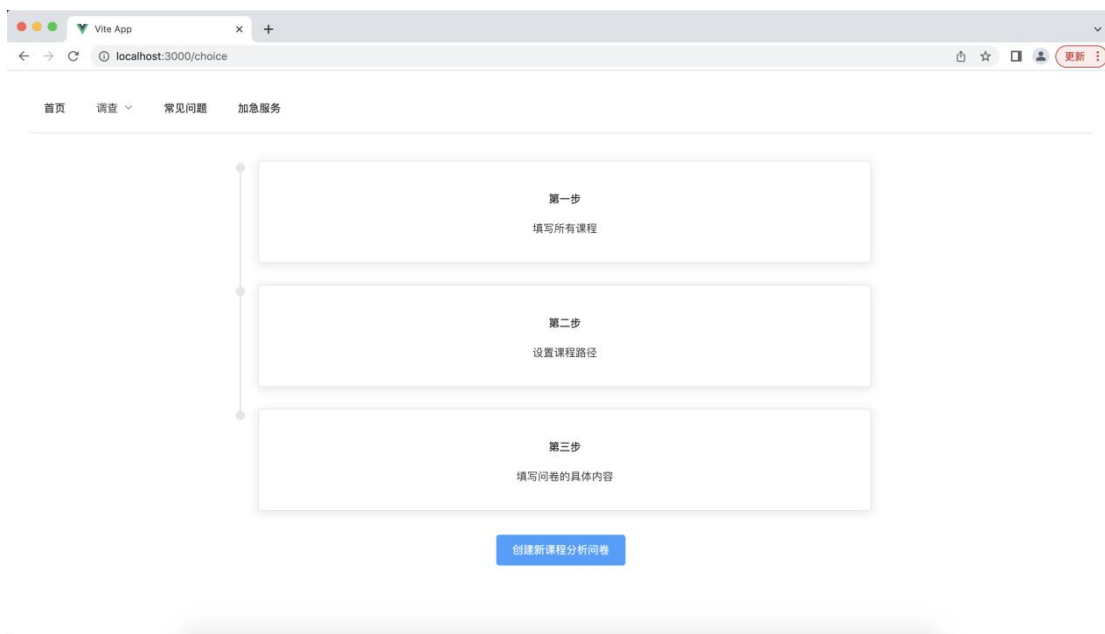 Vite App
localhost:3000/choice
更新
首页 调查 常见问题 加急服务
第一步
填写所有课程
第二步
设置课程路径
第三步
填写问卷的具体内容
创建新课程分析问卷